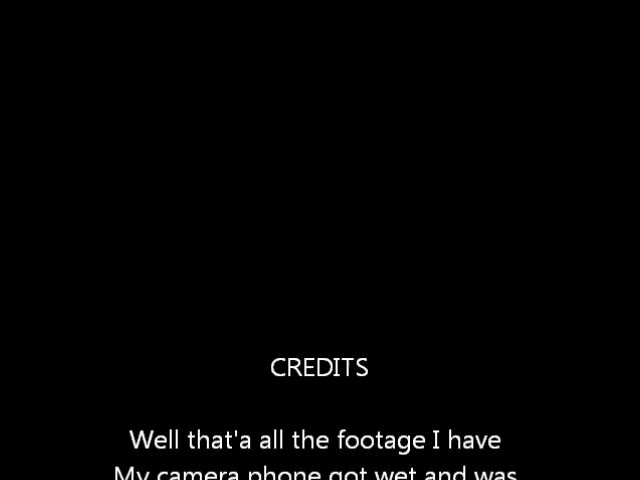 CREDITS
Well that'a all the footage I have
My camera phone got wet and was